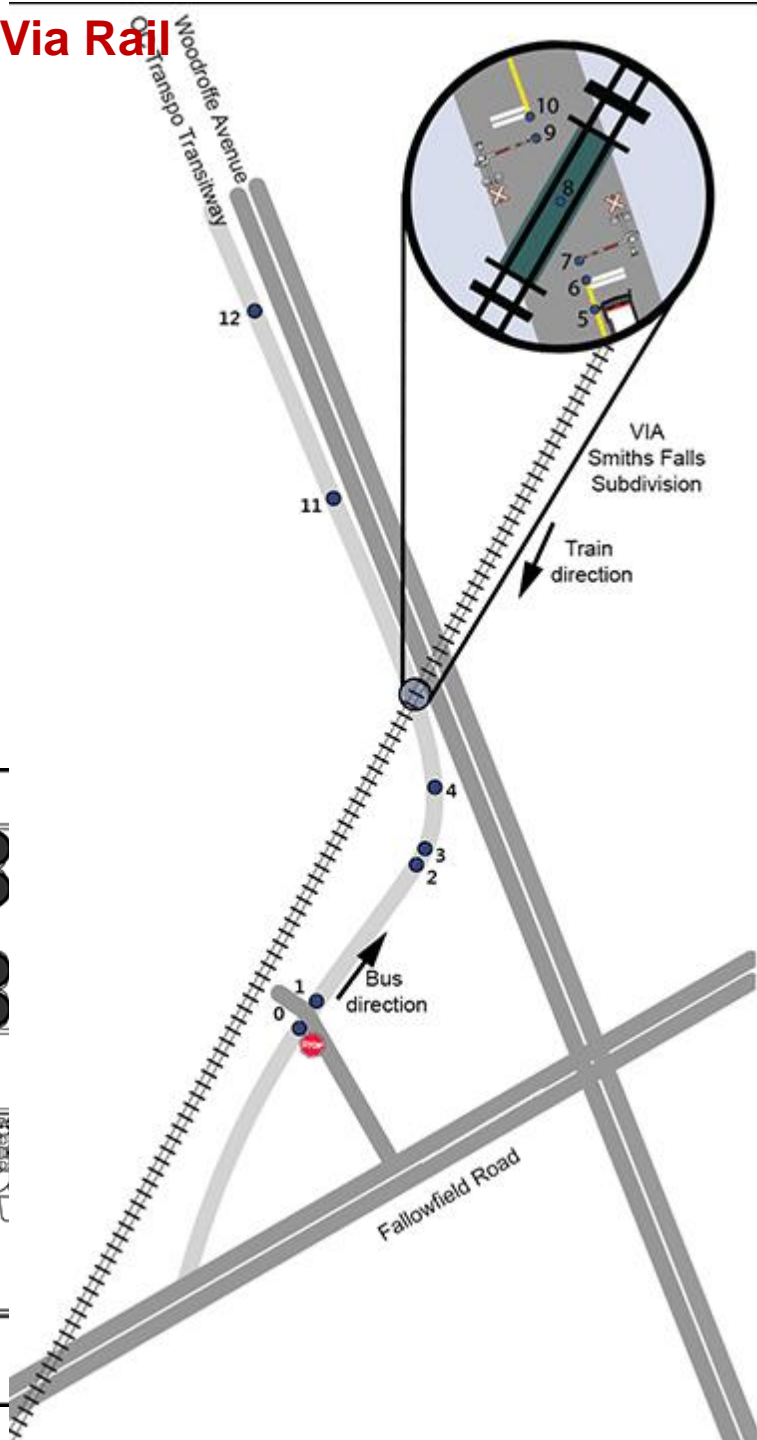 Via Rail
Woodroffe Avenue
Transpo Transitway
10
9
8
7
6
5
12
11
VIA
Smiths Falls
Subdivision
Train
direction
4
3
2
1
0
Bus
direction
STOP
Fallowfield Road